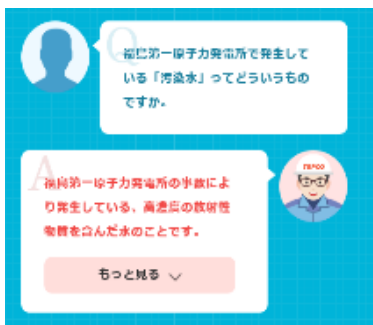 Q
福島第一原子力発電所で発生して
いる「汚染水」ってどういうもの
ですか。
A
福島第一原子力発電所の事故によ
り発生している、高濃度の放射性
物質を含んだ水のことです。
TEPCO
もっと見る